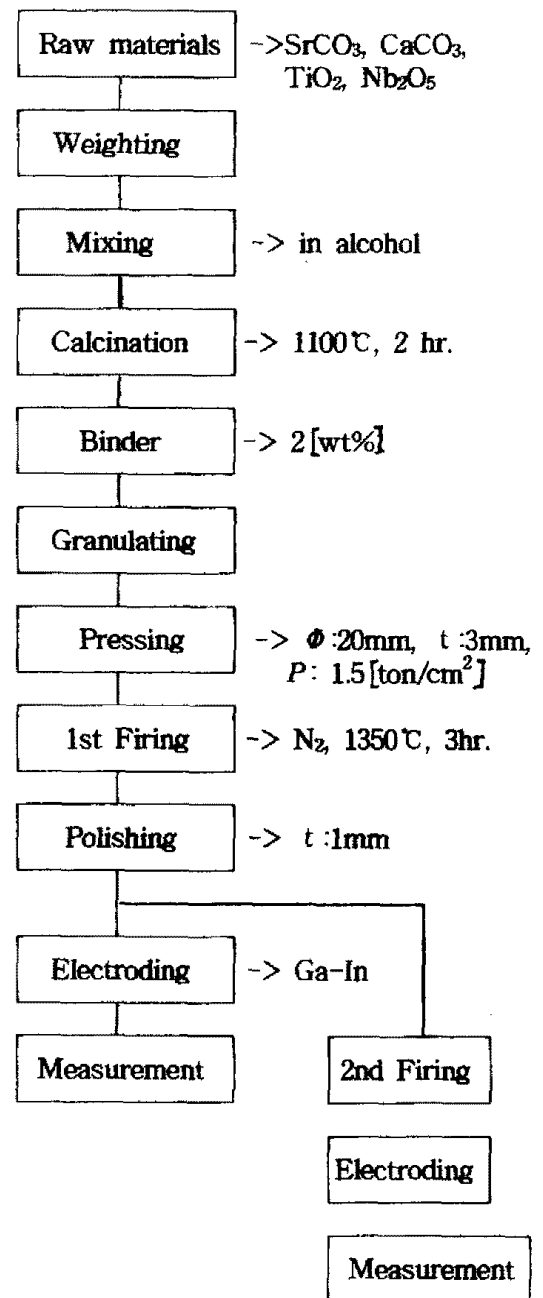 Raw materials ->SrCO₃, CaCO₃,
TiO₂, Nb₂O₅
Weighting
Mixing -> in alcohol
Calcination -> 1100℃, 2 hr.
Binder -> 2[wt%]
Granulating
Pressing -> Φ:20mm, t:3mm,
P: 1.5[ton/cm²]
1st Firing -> N₂, 1350℃, 3hr.
Polishing -> t:1mm
Electroding -> Ga-In
Measurement 2nd Firing
Electroding
Measurement